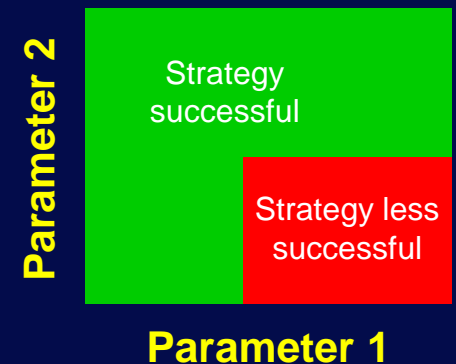 Parameter 2
Strategy
successful
Strategy less
successful
Parameter 1